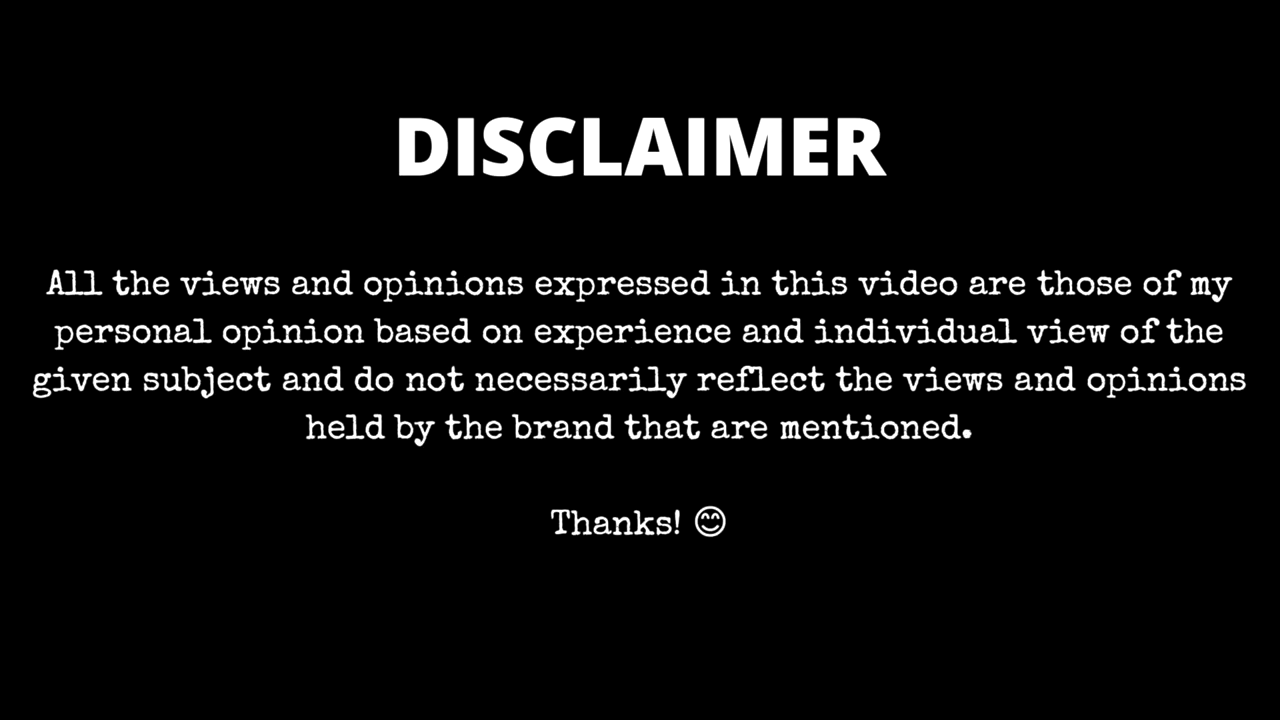 DISCLAIMER
All the views and opinions expressed in this video are those of my
personal opinion based on experience and individual view of the
given subject and do not necessarily reflect the views and opinions
held by the brand that are mentioned.
Thanks! 😊